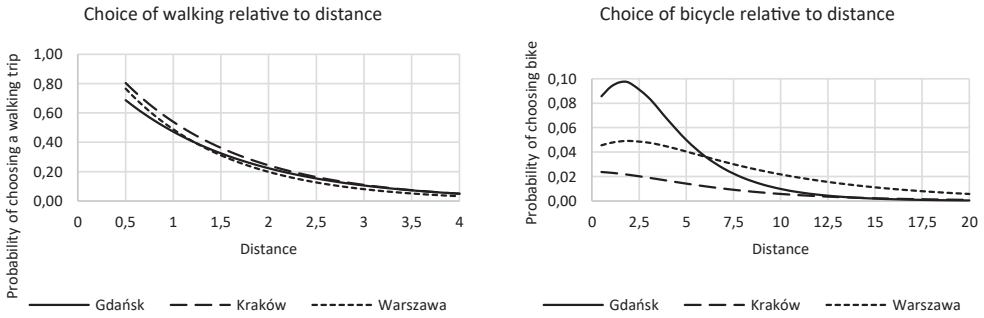 Choice of walking relative to distance
Probability of choosing a walking trip
1,00
0,80
0,60
0,40
0,20
0,00
0 0,5 1 1,5 2 2,5 3 3,5 4
Distance
Gdańsk Kraków Warszawa
Choice of bicycle relative to distance
Probability of choosing bike
0,10
0,08
0,06
0,04
0,02
0,00
0 2,5 5 7,5 10 12,5 15 17,5 20
Distance
Gdańsk Kraków Warszawa